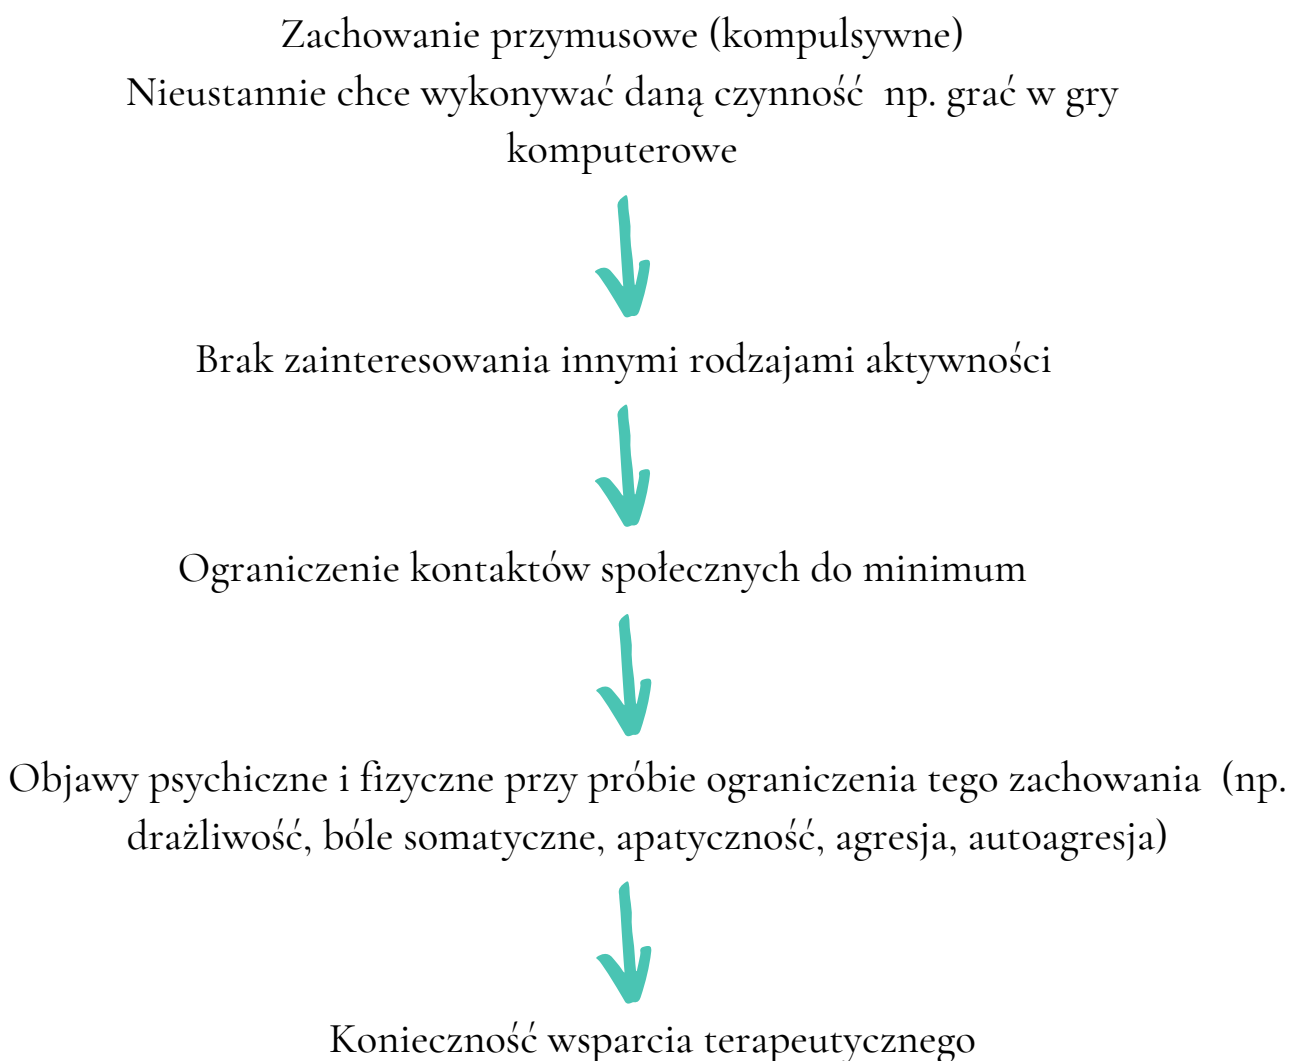 Zachowanie przymusowe (kompulsywne)
Nieustannie chce wykonywać daną czynność  np. grać w gry
komputerowe
Brak zainteresowania innymi rodzajami aktywności
Ograniczenie kontaktów społecznych do minimum
Objawy psychiczne i fizyczne przy próbie ograniczenia tego zachowania  (np.
drażliwość, bóle somatyczne, apatyczność, agresja, autoagresja)
Konieczność wsparcia terapeutycznego